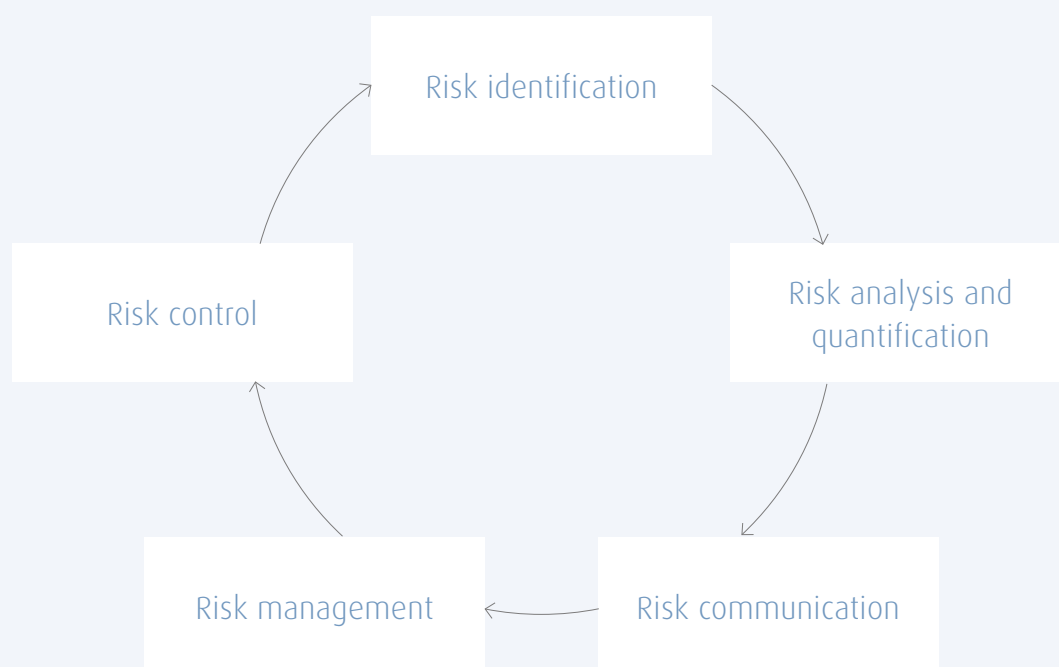 Risk identification
Risk analysis and
quantification
Risk communication
Risk management
Risk control